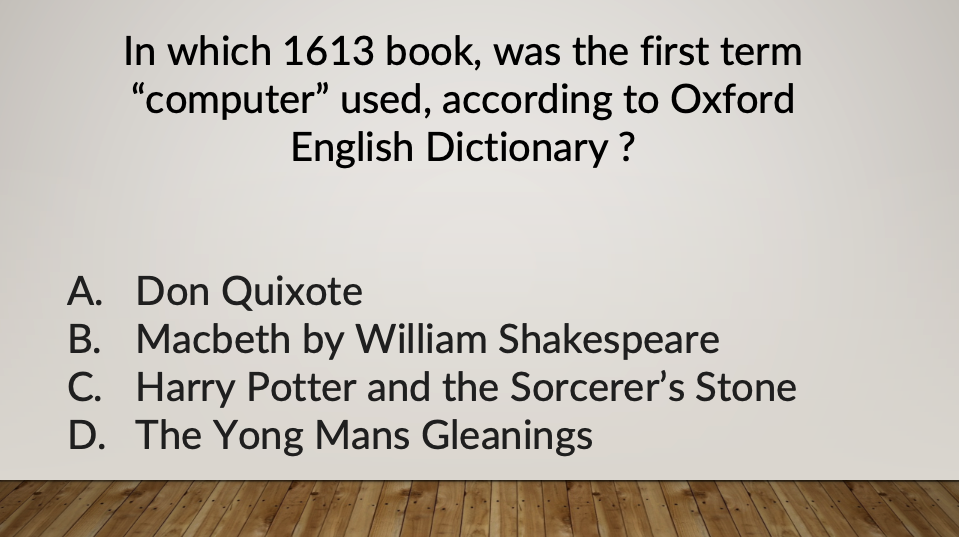 In which 1613 book, was the first term
“computer” used, according to Oxford
English Dictionary ?
A. Don Quixote
B. Macbeth by William Shakespeare
C. Harry Potter and the Sorcerer’s Stone
D. The Yong Mans Gleanings